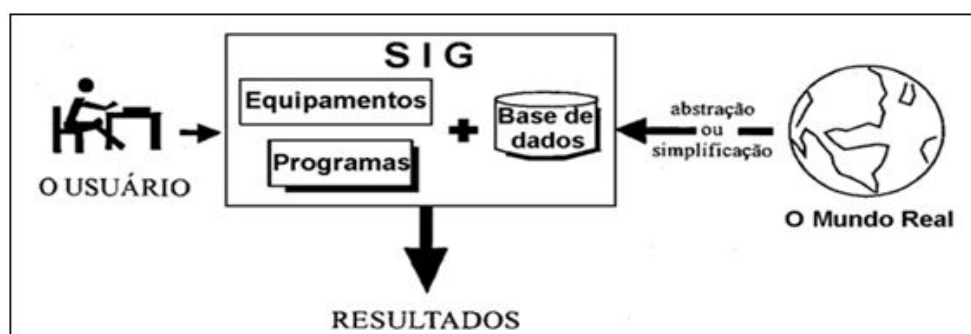 S I G
Equipamentos
Programas
Base de
dados
abstração
ou
simplificação
O USUÁRIO
O Mundo Real
RESULTADOS